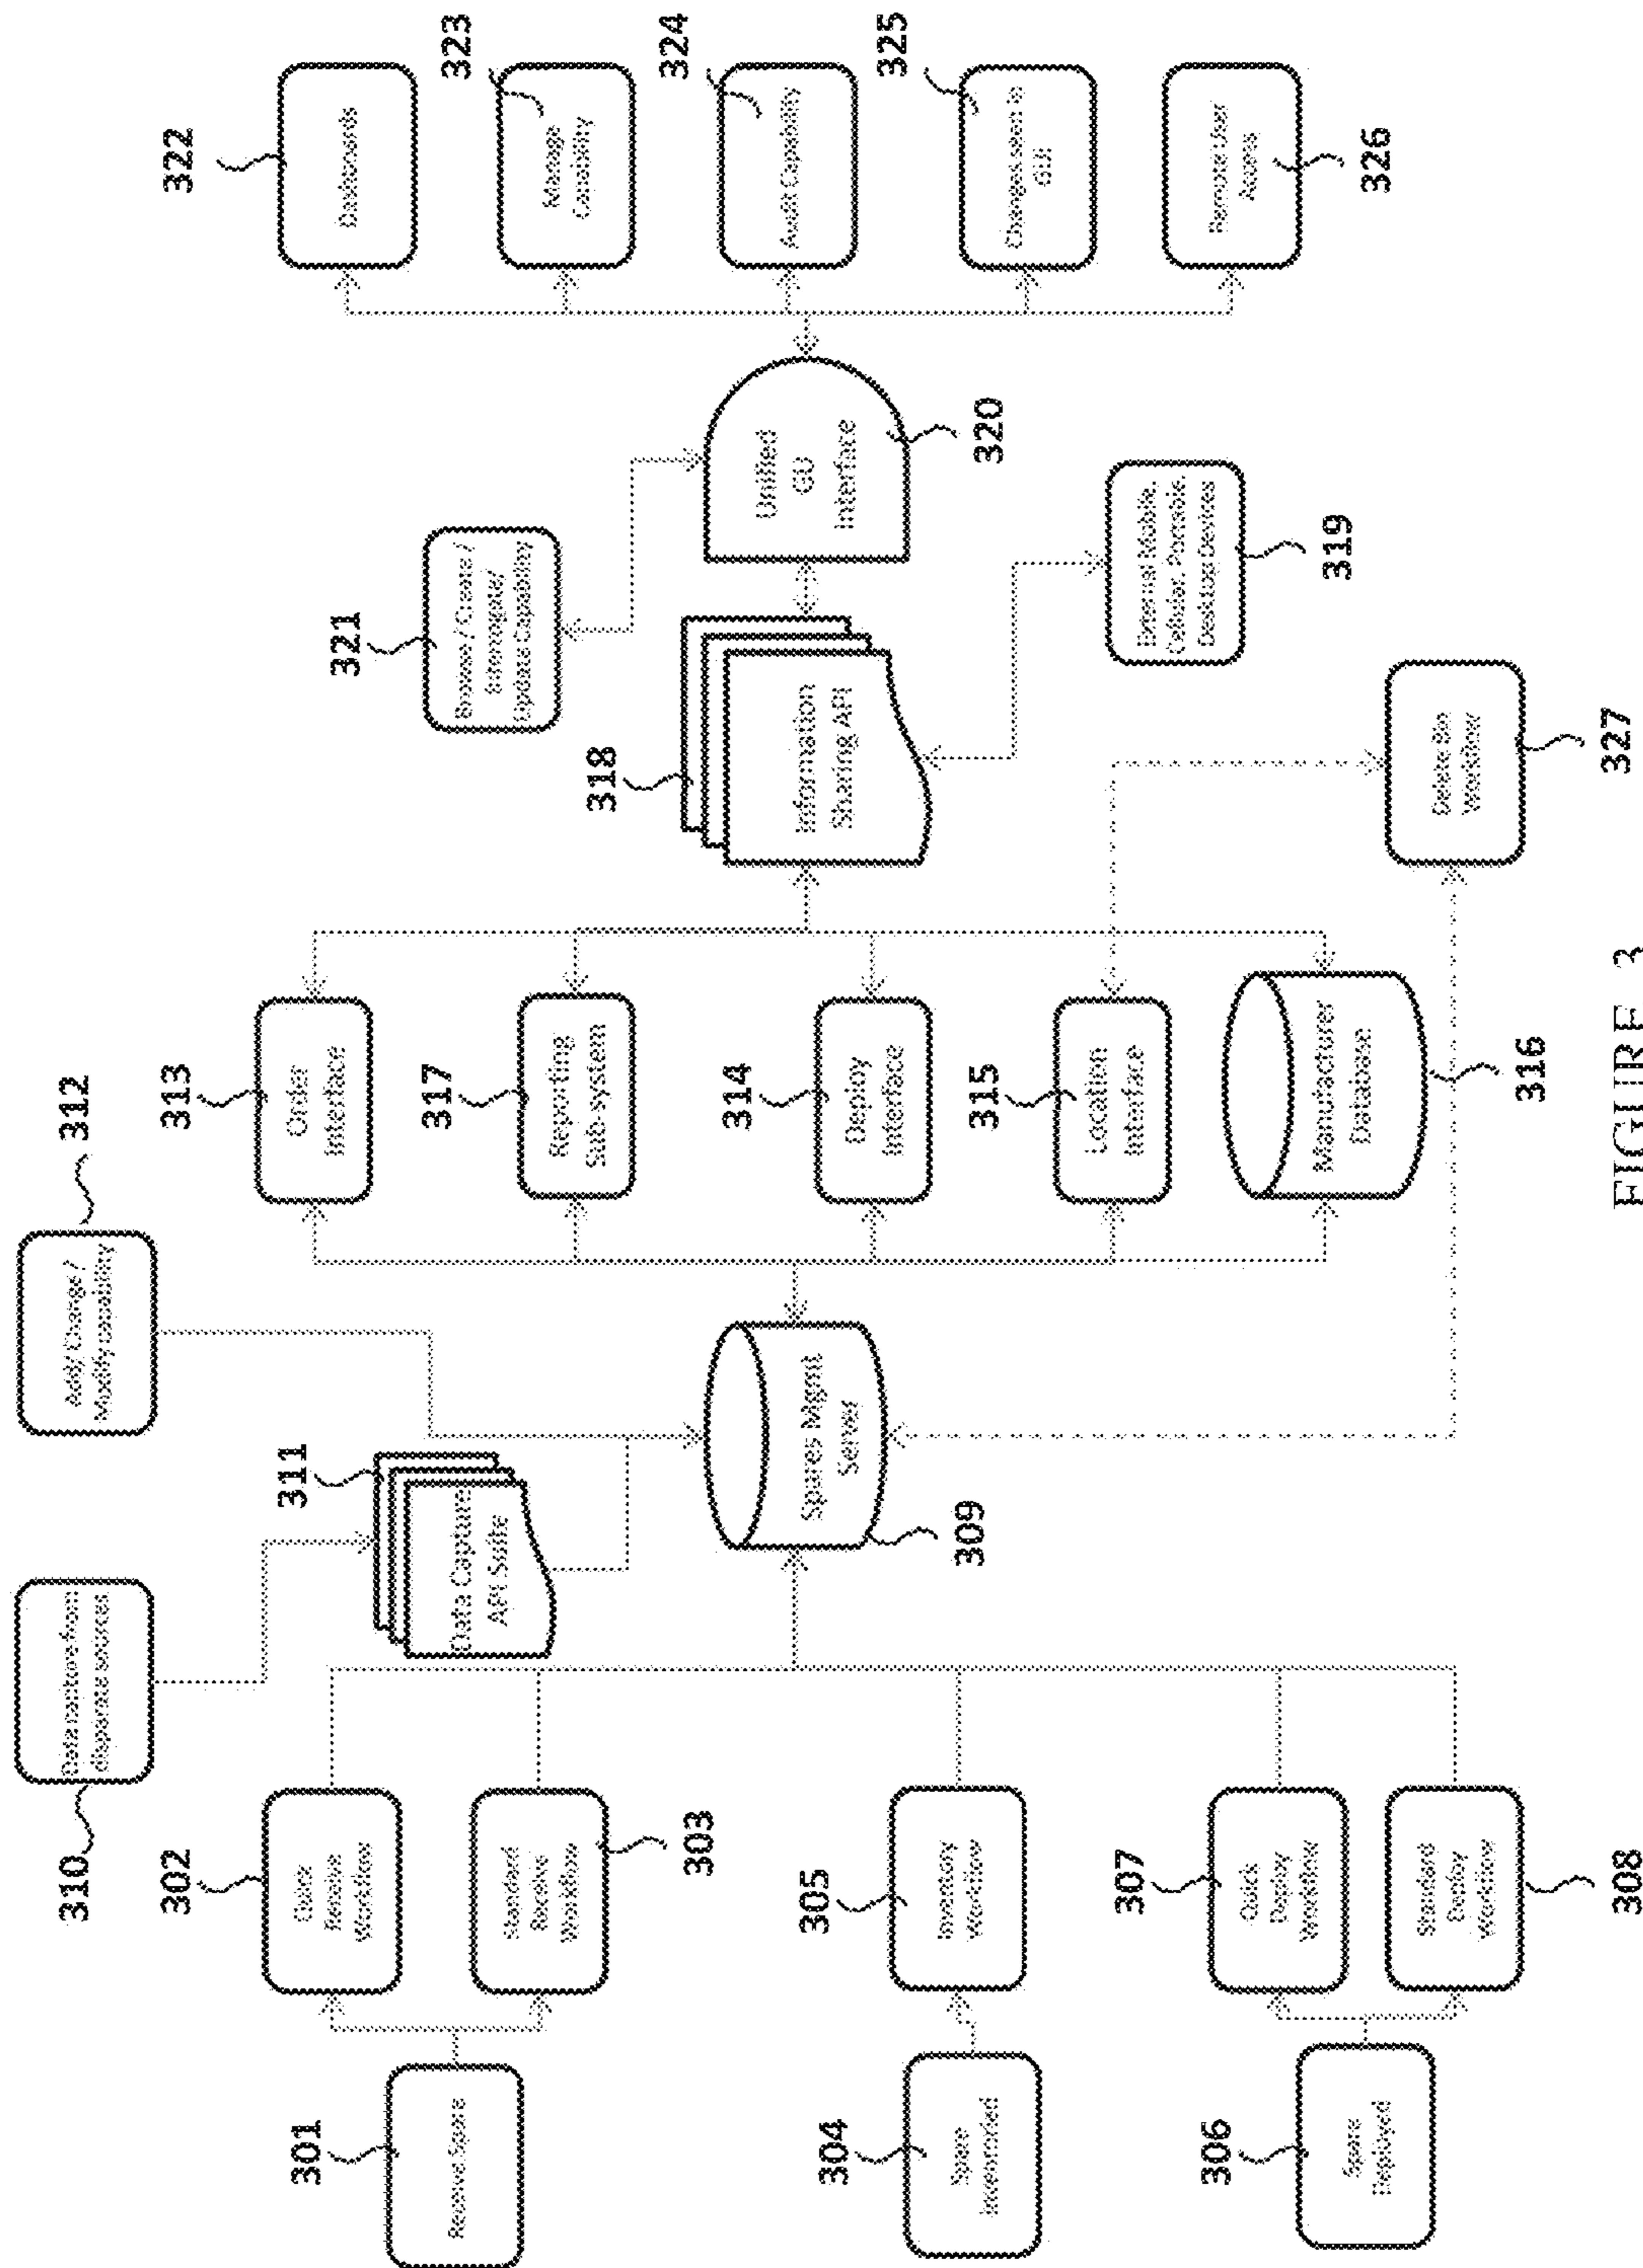 301
Receive Spare
302
Quick
Receive
Workflow
303
Standard
Receive
Workflow
304
Spare
Inventoried
305
Inventory
Workflow
306
Spare
Deployed
307
Quick
Deploy
Workflow
308
Standard
Deploy
Workflow
310
Data capture from
disparate sources
311
Data Capture
API Suite
312
Add/ Change /
Modify capability
309
Spares Mgmt
Server
313
Order
Interface
317
Reporting
Sub-system
314
Deploy
Interface
315
Location
Interface
316
Manufacturer
Database
318
Information
Sharing API
321
Browse / Create /
Interrogate/
Update Capability
320
Unified
GU
Interface
319
External Mobile,
Cellular, Portable,
Desktop Devices
327
Delete Bin
Workflow
322
Dashboards
323
Manage
Capability
324
Audit Capability
325
Changes seen in
GUI
326
Remote User
Access
FIGURE 3